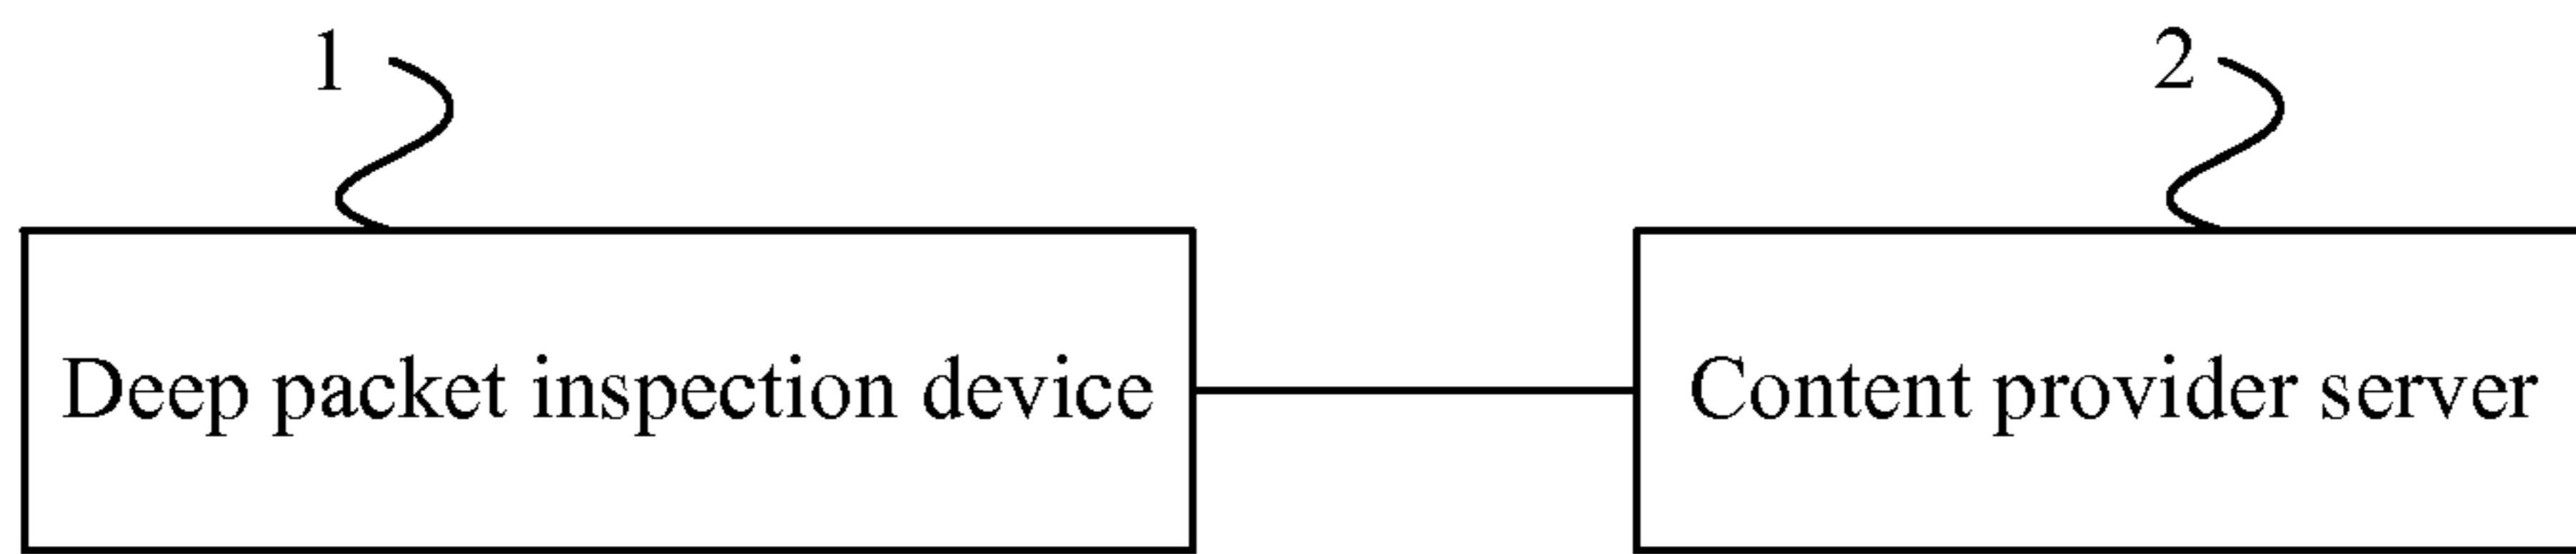 1
2
Deep packet inspection device
Content provider server